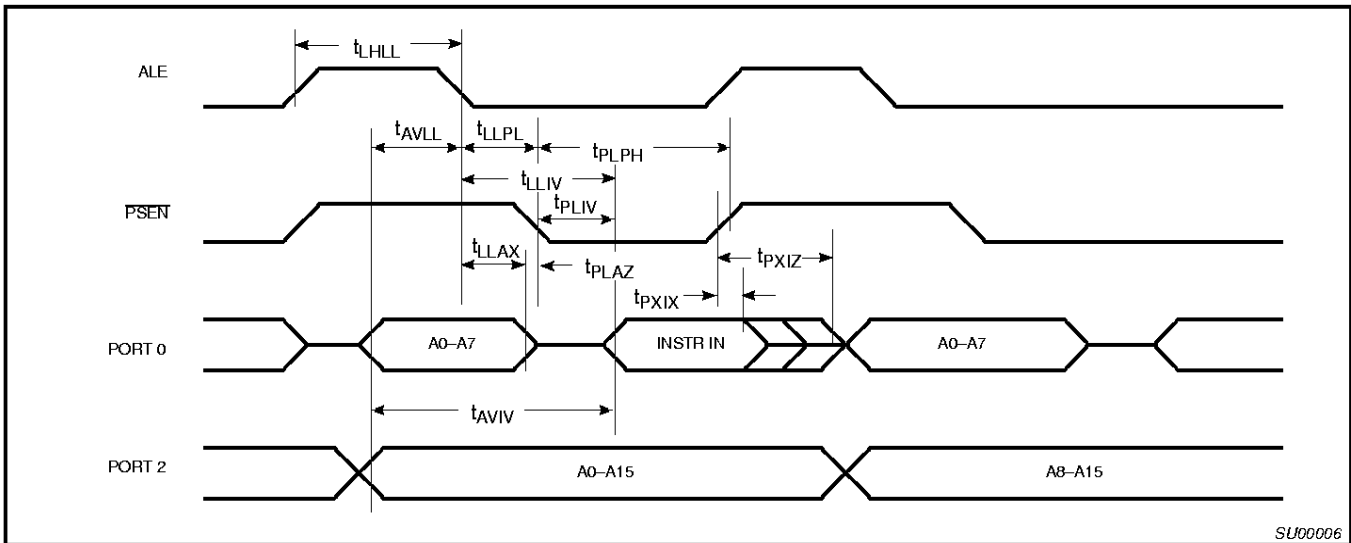 tLHLL
ALE
tAVLL
tLLPL
tPLPH
tLLIV
PSEN
tPLIV
tLLAX
tPLAZ
tPXIZ
tPXIX
PORT 0
A0–A7
INSTR IN
A0–A7
tAVIV
PORT 2
A0–A15
A8–A15
SU00006